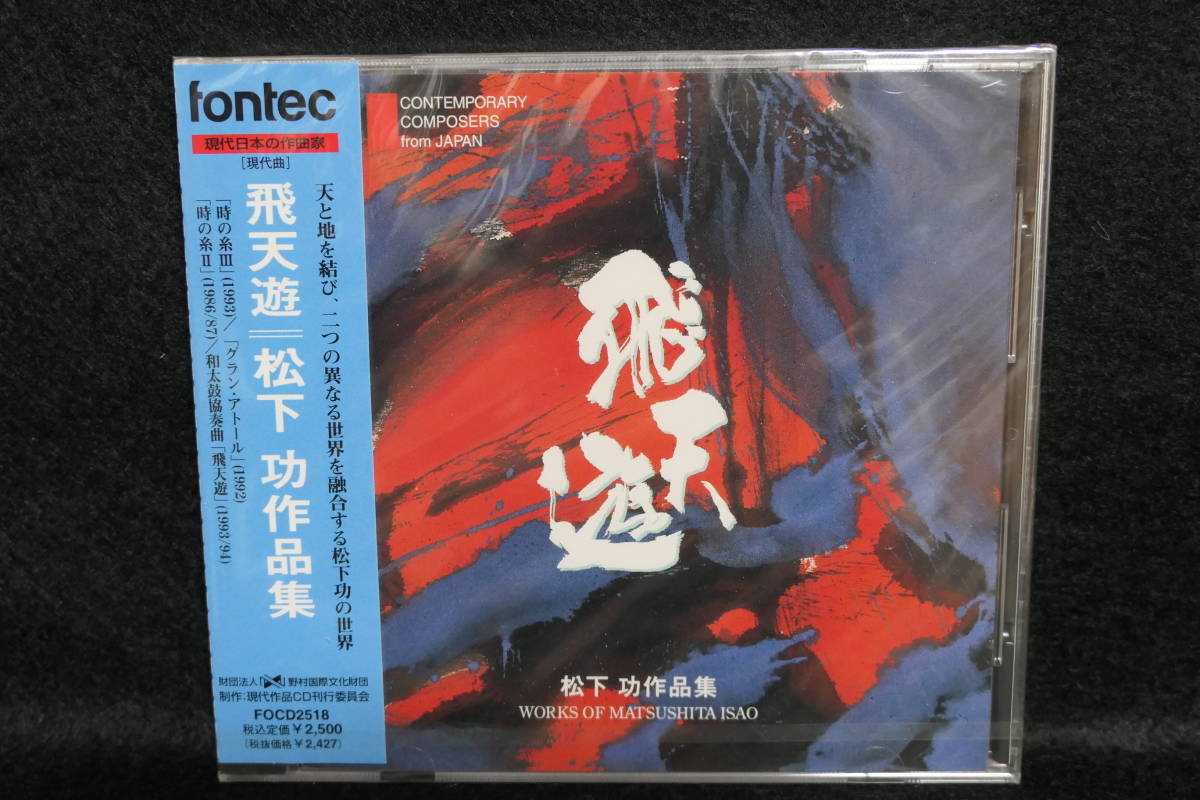 fontec
現代日本の作曲家
[現代曲]
天と地を結び、二つの異なる世界を融合する松下功の世界
飛天遊＝松下 功作品集
「時の糸Ⅲ」(1993)／「グラン・アトール」(1992)
「時の糸Ⅱ」(1986/87)／和太鼓協奏曲「飛天遊」(1993/94)
財団法人 野村国際文化財団
制作：現代作品CD刊行委員会
FOCD2518
税込定価￥2,500
(税抜価格￥2,427)
CONTEMPORARY
COMPOSERS
from JAPAN
飛天遊
松下 功作品集
WORKS OF MATSUSHITA ISAO